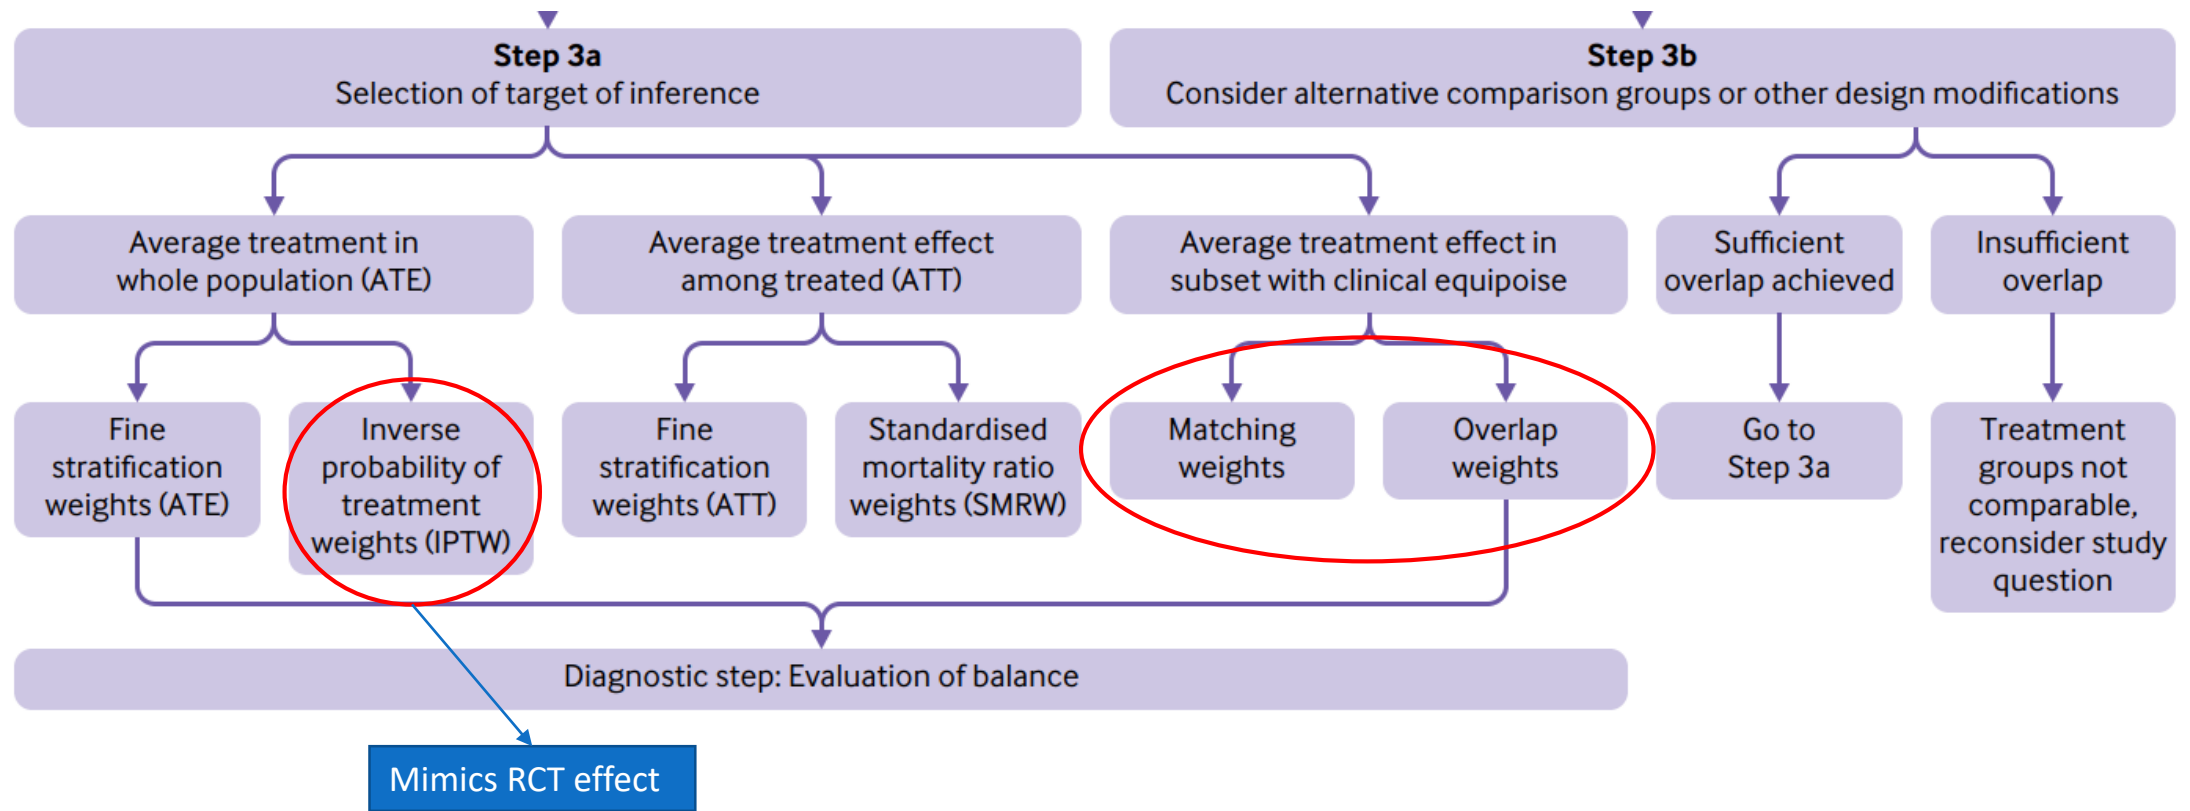 Step 3a
Selection of target of inference
Step 3b
Consider alternative comparison groups or other design modifications
Average treatment in
whole population (ATE)
Average treatment effect
among treated (ATT)
Average treatment effect in
subset with clinical equipoise
Sufficient
overlap achieved
Insufficient
overlap
Fine
stratification
weights (ATE)
Inverse
probability of
treatment
weights (IPTW)
Fine
stratification
weights (ATT)
Standardised
mortality ratio
weights (SMRW)
Matching
weights
Overlap
weights
Go to
Step 3a
Treatment
groups not
comparable,
reconsider study
question
Diagnostic step: Evaluation of balance
Mimics RCT effect